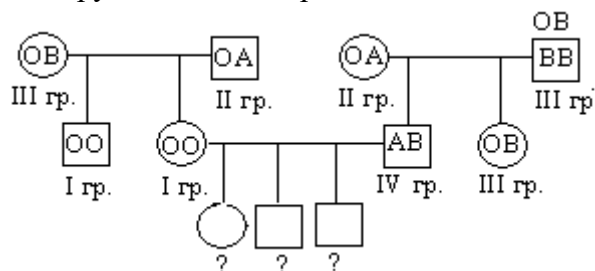 OB
OB OA OA BB
III гр. II гр. II гр. III гр
OO OO AB OB
I гр. I гр. IV гр. III гр.
? ? ?